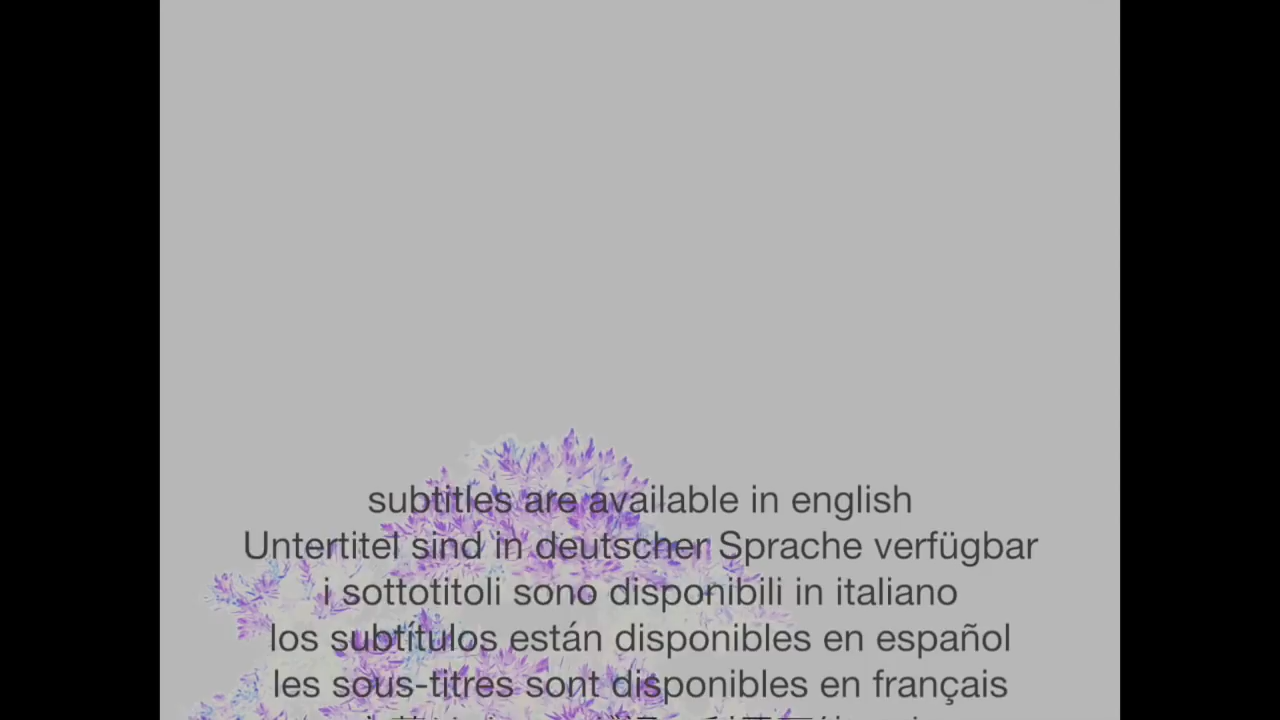 subtitles are available in english
Untertitel sind in deutscher Sprache verfügbar
i sottotitoli sono disponibili in italiano
los subtítulos están disponibles en español
les sous-titres sont disponibles en français